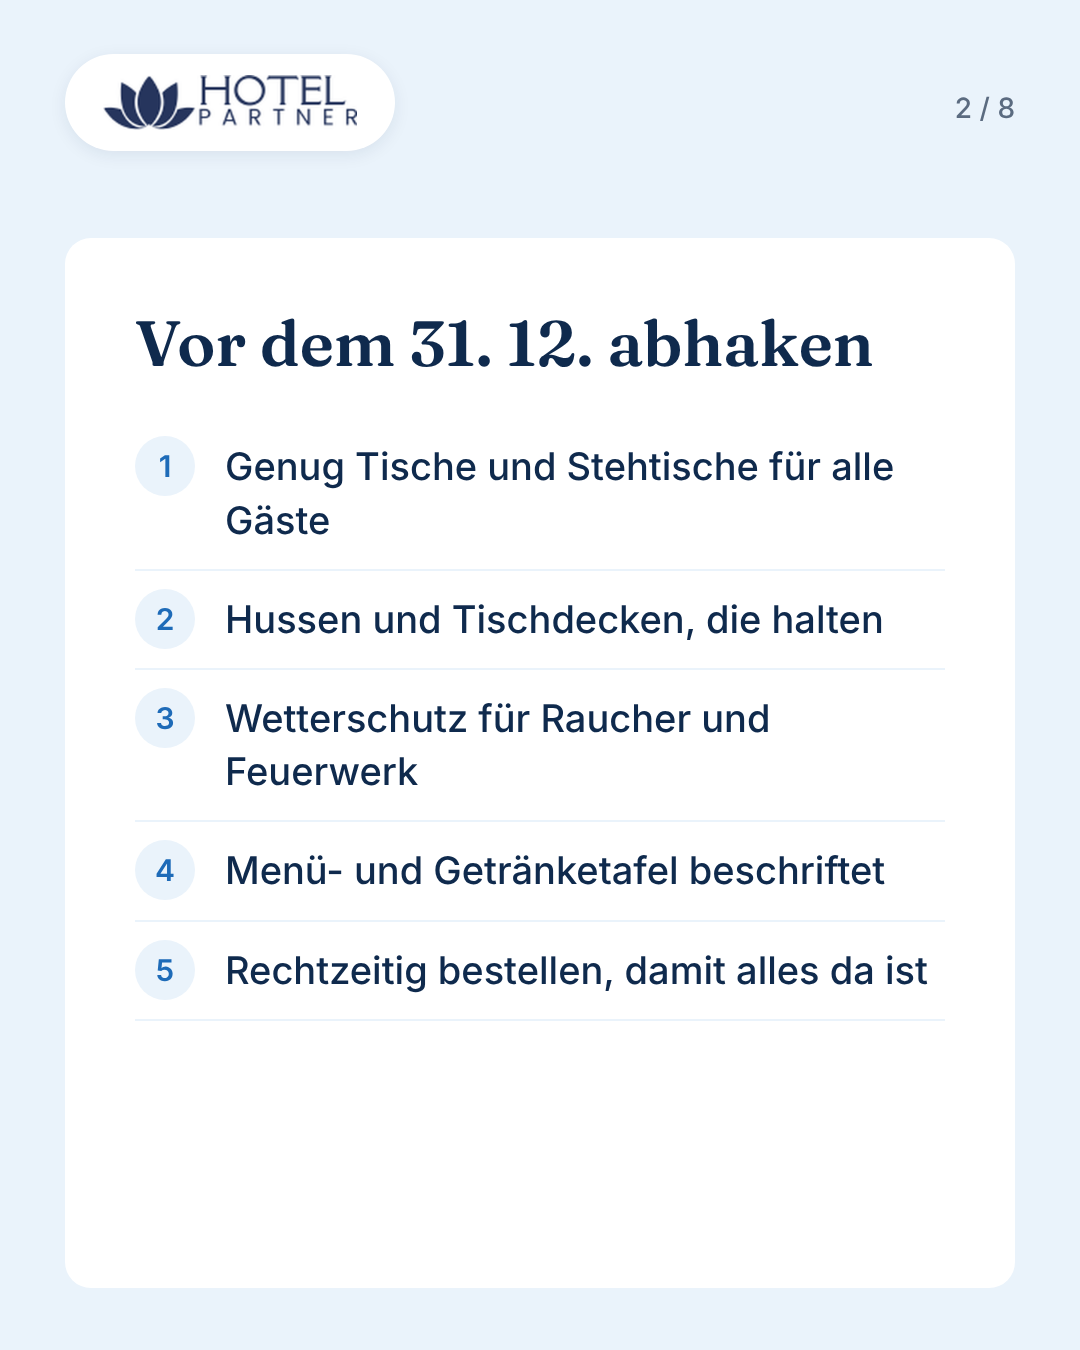 HOTEL
PARTNER
2 / 8
Vor dem 31. 12. abhaken
1 Genug Tische und Stehtische für alle
Gäste
2 Hussen und Tischdecken, die halten
3 Wetterschutz für Raucher und
Feuerwerk
4 Menü- und Getränketafel beschriftet
5 Rechtzeitig bestellen, damit alles da ist